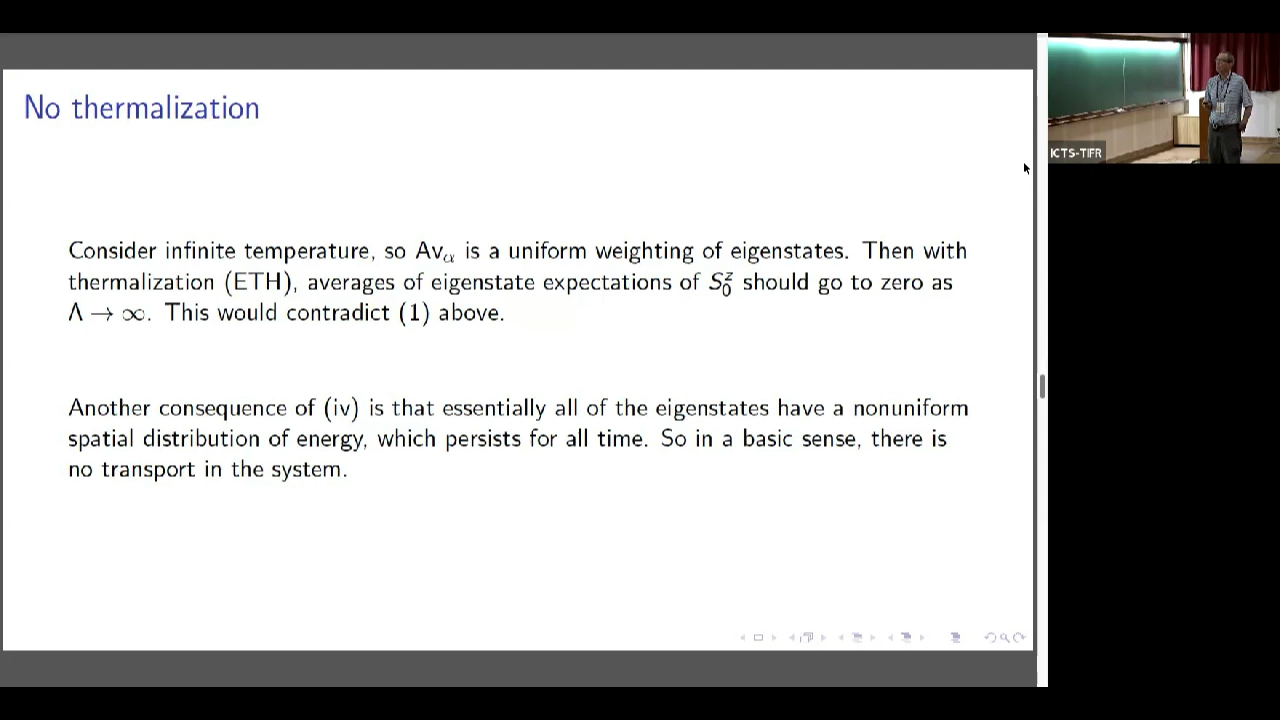 No thermalization
Consider infinite temperature, so Av_α is a uniform weighting of eigenstates. Then with
thermalization (ETH), averages of eigenstate expectations of S_0^z should go to zero as
Λ → ∞. This would contradict (1) above.
Another consequence of (iv) is that essentially all of the eigenstates have a nonuniform
spatial distribution of energy, which persists for all time. So in a basic sense, there is
no transport in the system.
ICTS-TIFR